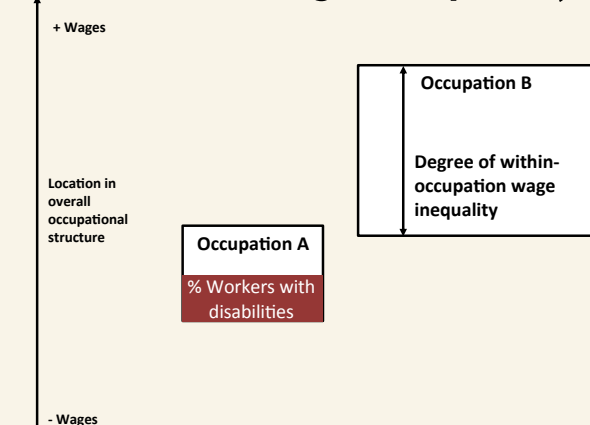 + Wages
Occupation B
Degree of within-
occupation wage
inequality
Location in
overall
occupational
structure
Occupation A
% Workers with
disabilities
- Wages